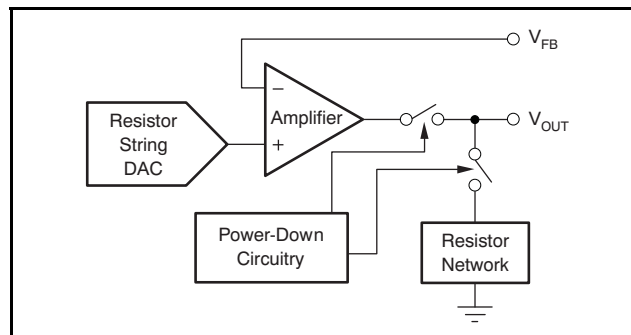 V_FB
−
Amplifier
+
Resistor
String
DAC
V_OUT
Power-Down
Circuitry
Resistor
Network